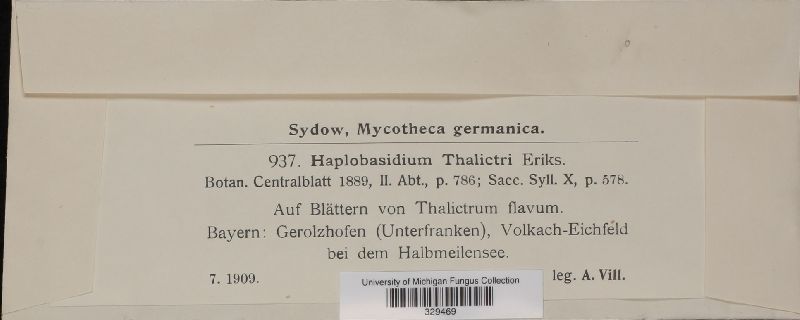 Sydow, Mycotheca germanica.
937. Haplobasidium Thalictri Eriks.
Botan. Centralblatt 1889, II. Abt., p. 786; Sacc. Syll. X, p. 578.
Auf Blättern von Thalictrum flavum.
Bayern: Gerolzhofen (Unterfranken), Volkach-Eichfeld
bei dem Halbmeilensee.
7. 1909. leg. A. Vill.
University of Michigan Fungus Collection
329469